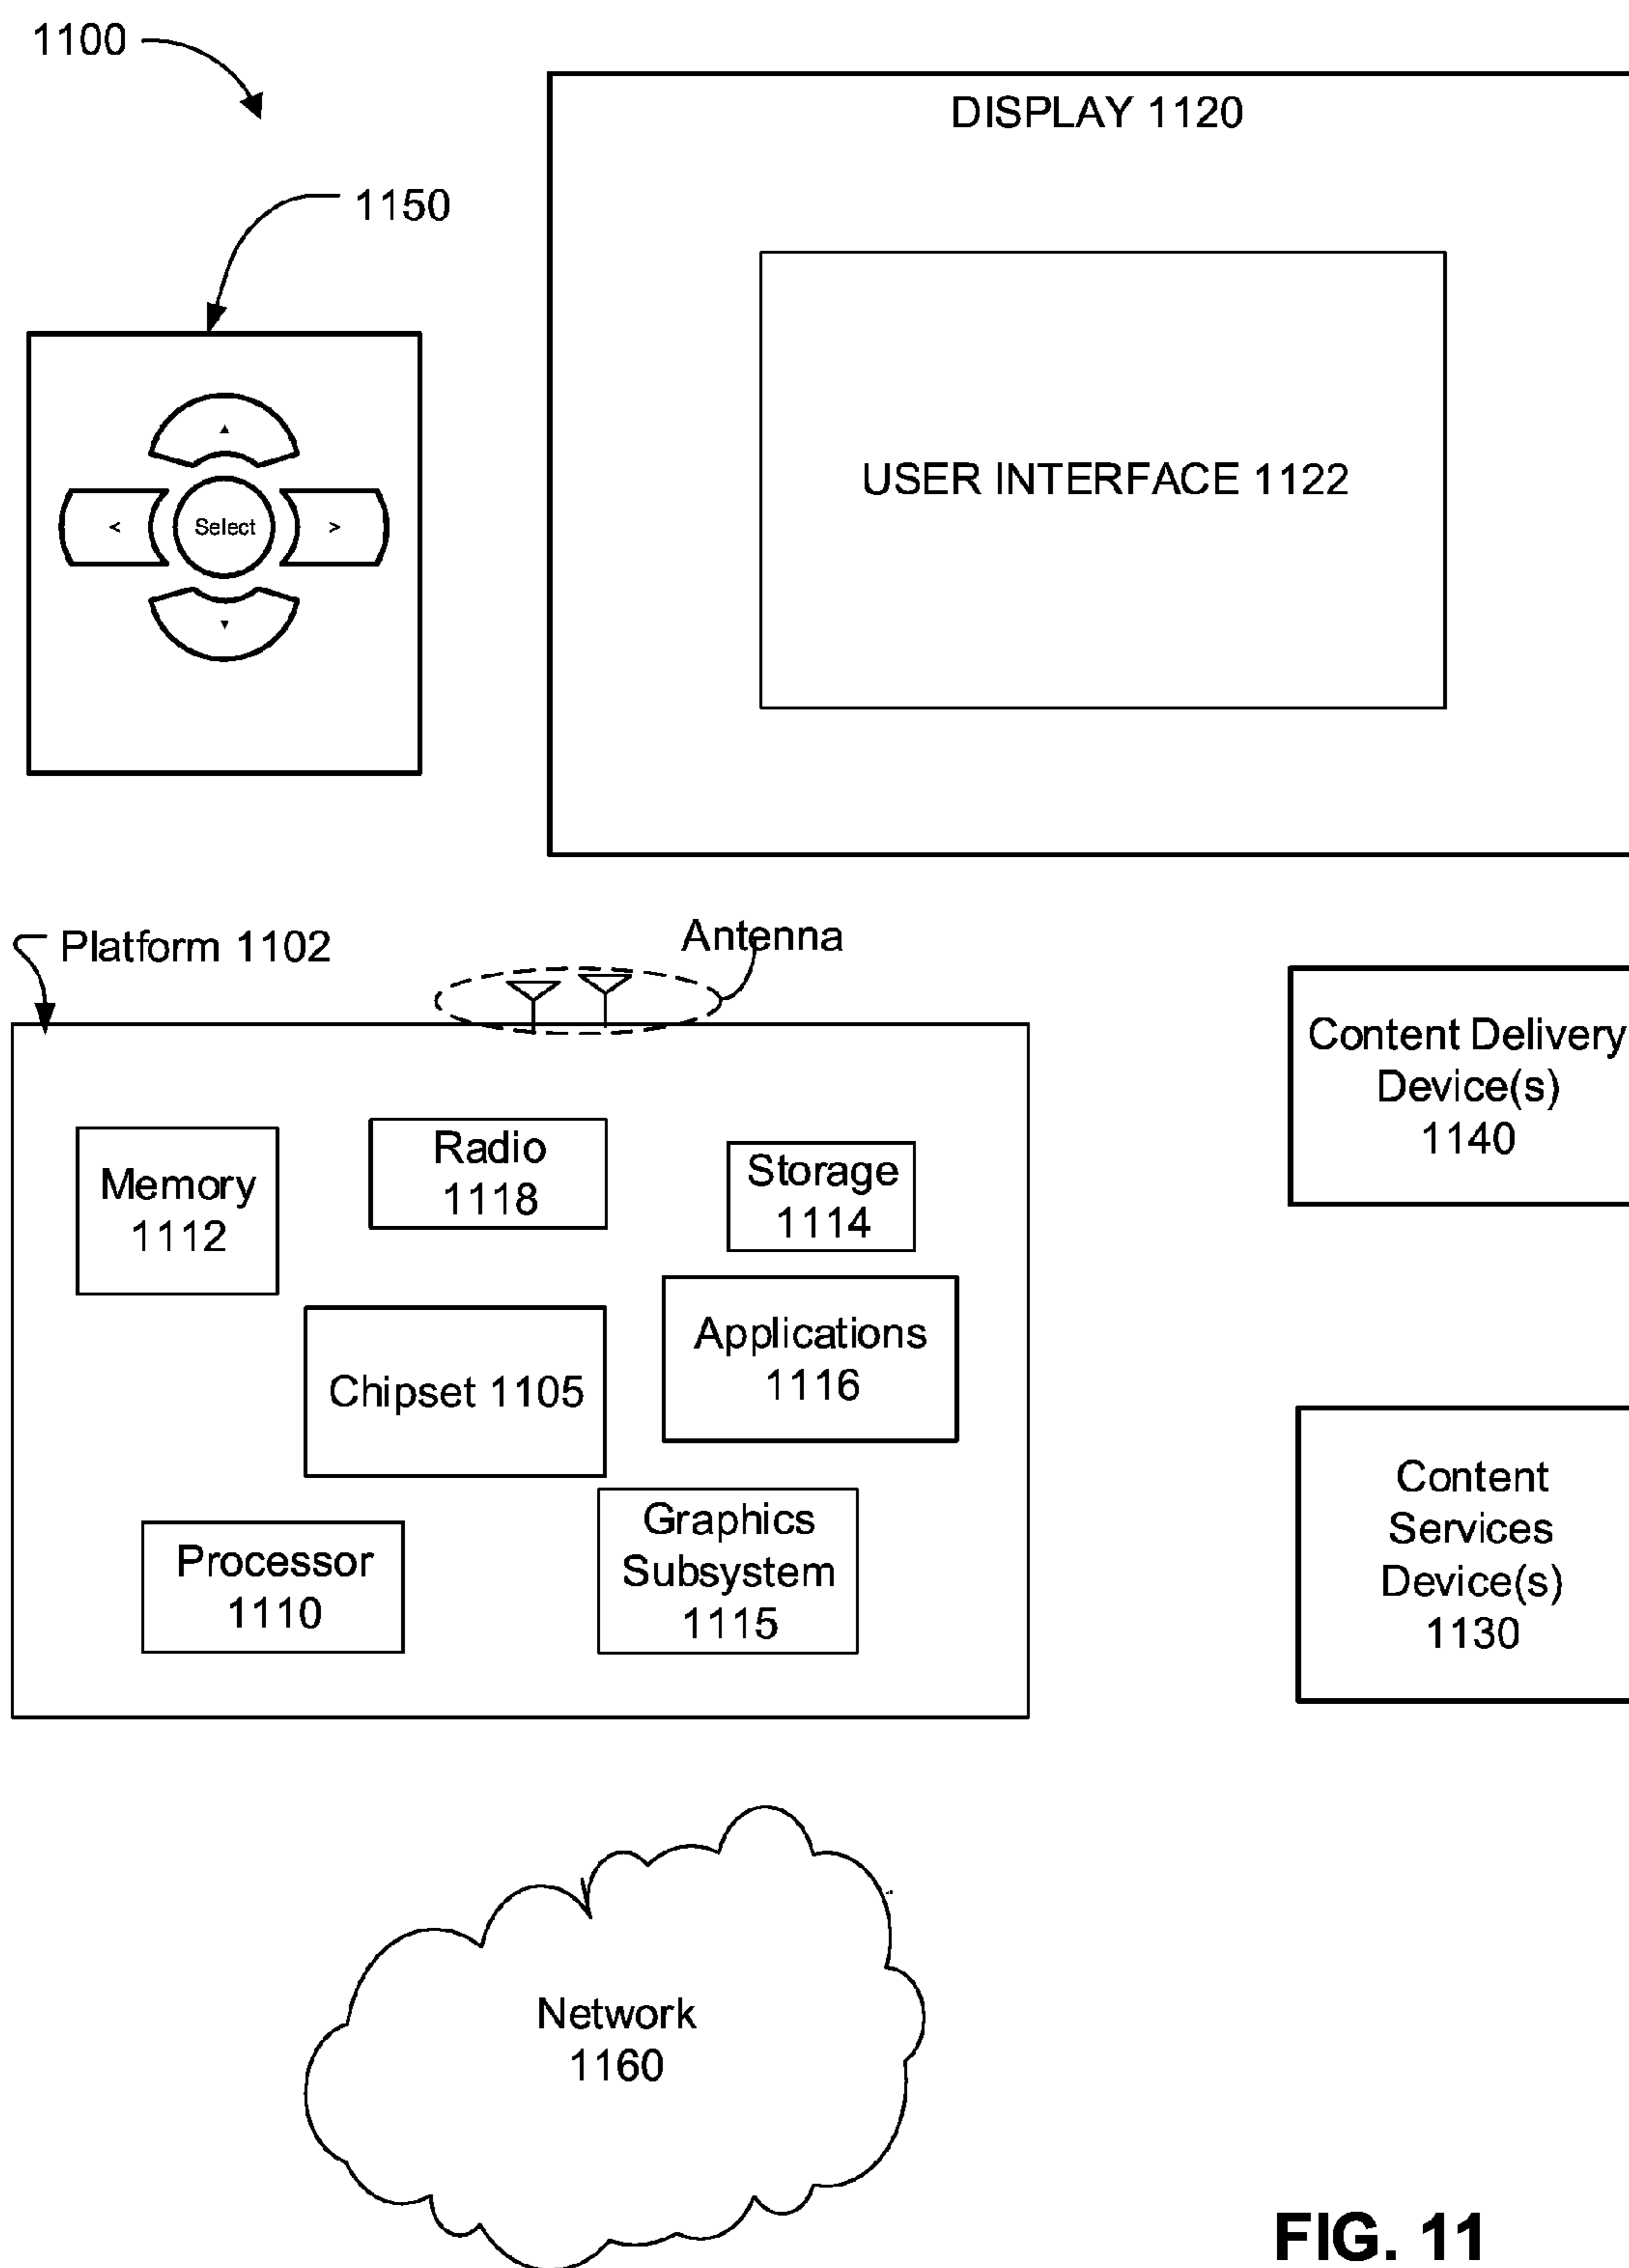 1100
DISPLAY 1120
1150
USER INTERFACE 1122
<
Select
>
Platform 1102
Antenna
Content Delivery
Device(s)
1140
Memory
1112
Radio
1118
Storage
1114
Chipset 1105
Applications
1116
Content
Services
Device(s)
1130
Processor
1110
Graphics
Subsystem
1115
Network
1160
FIG. 11